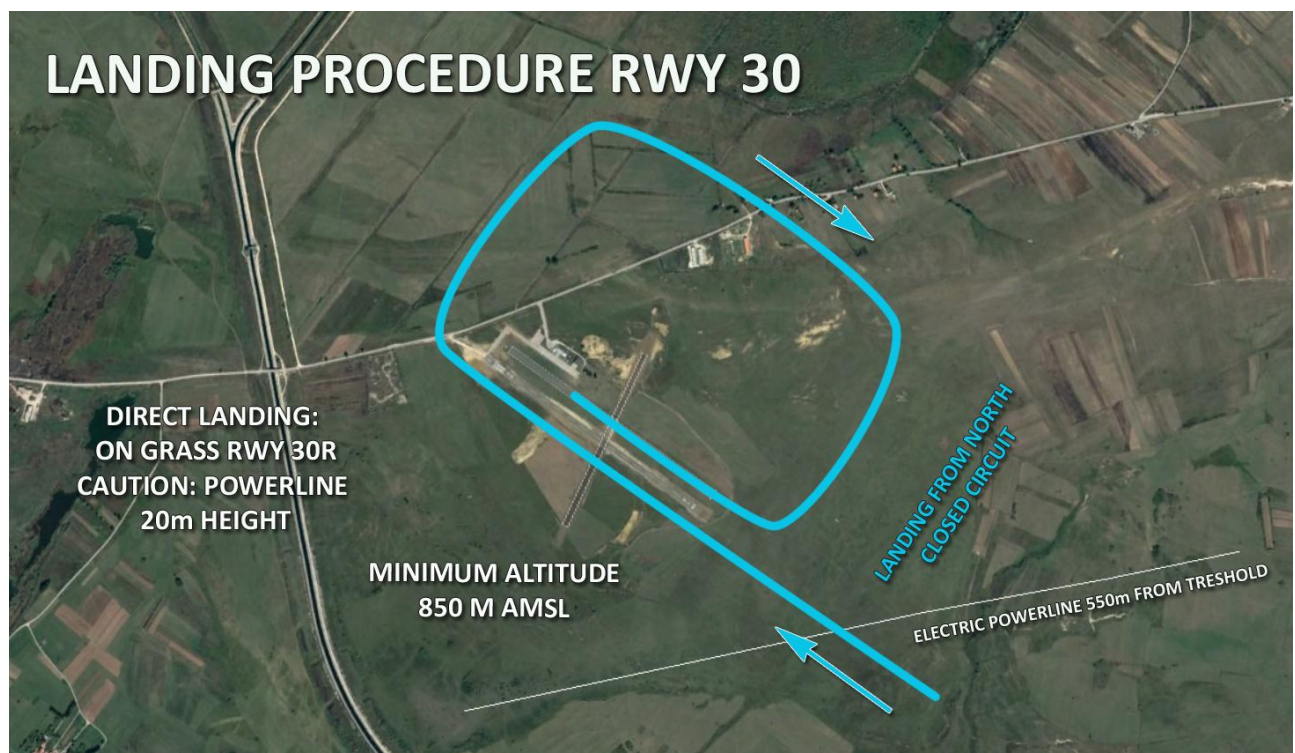 LANDING PROCEDURE RWY 30
DIRECT LANDING:
ON GRASS RWY 30R
CAUTION: POWERLINE
20m HEIGHT
MINIMUM ALTITUDE
850 M AMSL
LANDING FROM NORTH
CLOSED CIRCUIT
ELECTRIC POWERLINE 550m FROM TRESHOLD